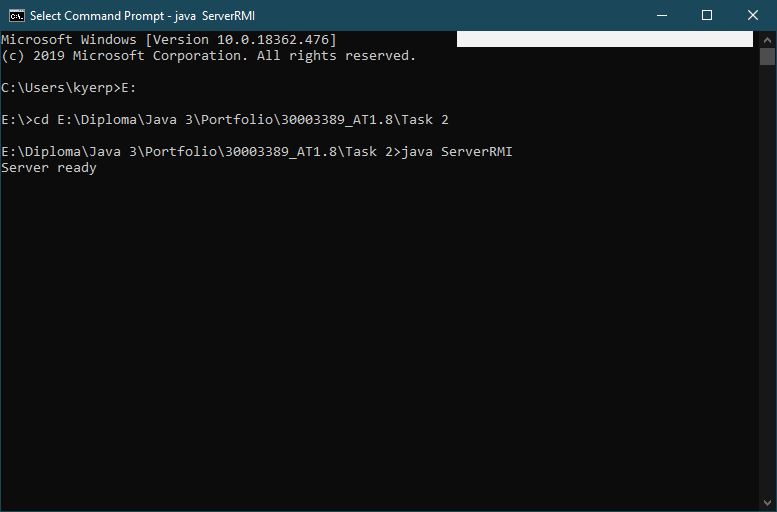 Select Command Prompt - java  ServerRMI
Microsoft Windows [Version 10.0.18362.476]
(c) 2019 Microsoft Corporation. All rights reserved.
C:\Users\kyerp>E:
E:\>cd E:\Diploma\Java 3\Portfolio\30003389_AT1.8\Task 2
E:\Diploma\Java 3\Portfolio\30003389_AT1.8\Task 2>java ServerRMI
Server ready